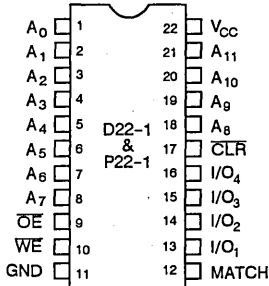 A0 1 22 VCC
A1 2 21 A11
A2 3 20 A10
A3 4 19 A9
A4 5 D22-1 18 A8
A5 6 & 17 CLR
A6 7 P22-1 16 I/O4
A7 8 15 I/O3
OE 9 14 I/O2
WE 10 13 I/O1
GND 11 12 MATCH